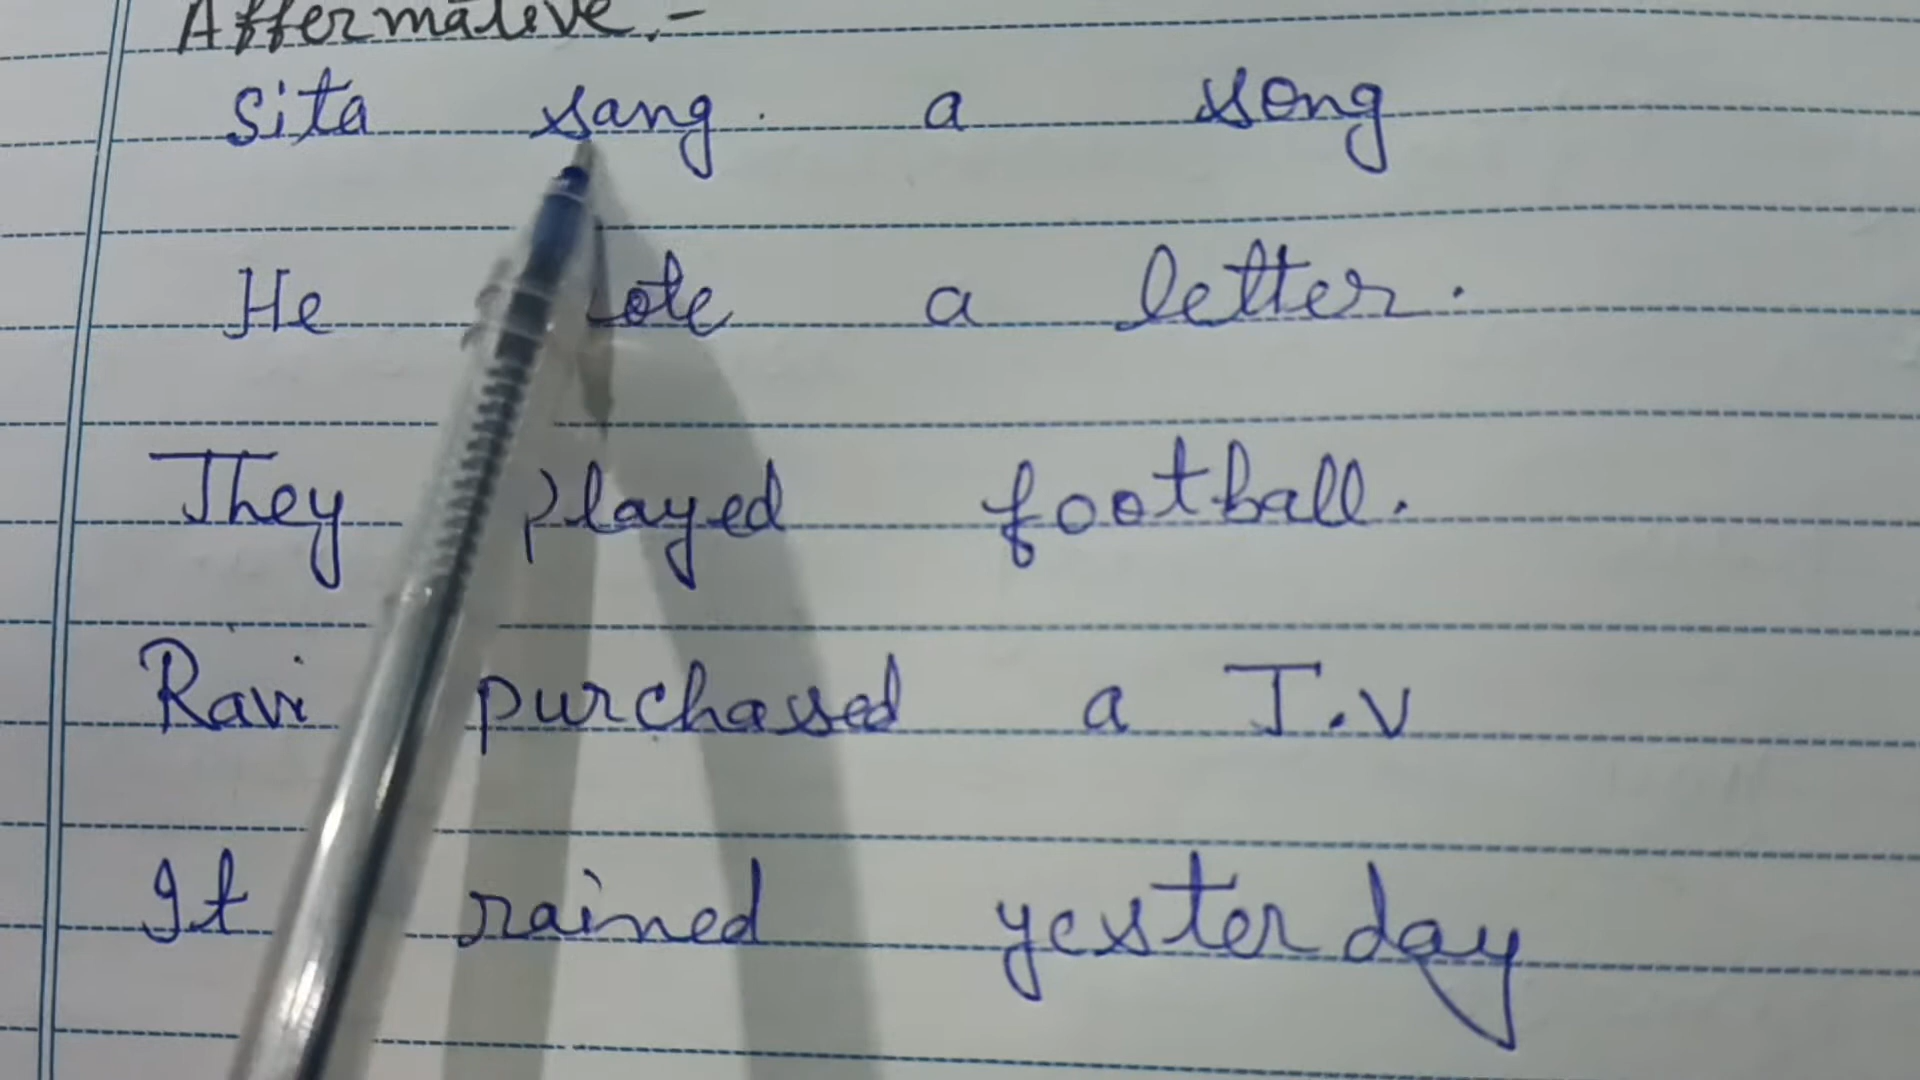 Affermative:-
Sita sang a song
He a letter.
They played football.
Ravi purchased a T.V
It rained yesterday